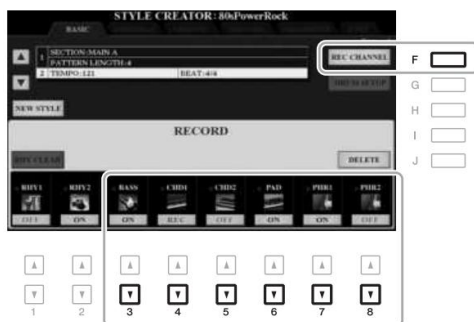 STYLE CREATOR: 80sPowerRock
BASIC
1 SECTION:MAIN A
PATTERN LENGTH:4
2 TEMPO:121 BEAT:4/4
REC CHANNEL
DRUM SETUP
NEW STYLE
RECORD
RHY CLEAR
DELETE
RHY1 RHY2 BASS CHD1 CHD2 PAD PHR1 PHR2
OFF ON ON REC OFF ON ON OFF
F
G
H
I
J
1 2 3 4 5 6 7 8